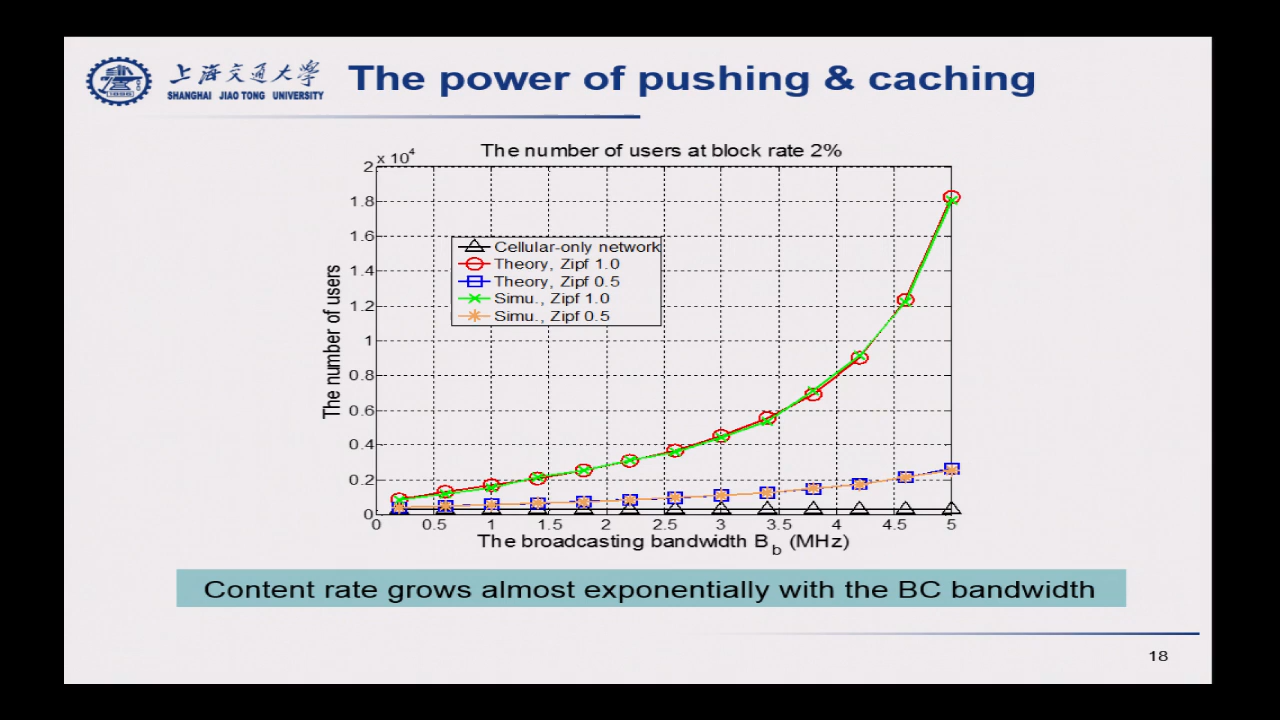 上海交通大学
SHANGHAI JIAO TONG UNIVERSITY
The power of pushing & caching
The number of users at block rate 2%
x 10^4
2
1.8
1.6
1.4
1.2
1
0.8
0.6
0.4
0.2
0
The number of users
Cellular-only network
Theory, Zipf 1.0
Theory, Zipf 0.5
Simu., Zipf 1.0
Simu., Zipf 0.5
0 0.5 1 1.5 2 2.5 3 3.5 4 4.5 5
The broadcasting bandwidth B_b (MHz)
Content rate grows almost exponentially with the BC bandwidth
18